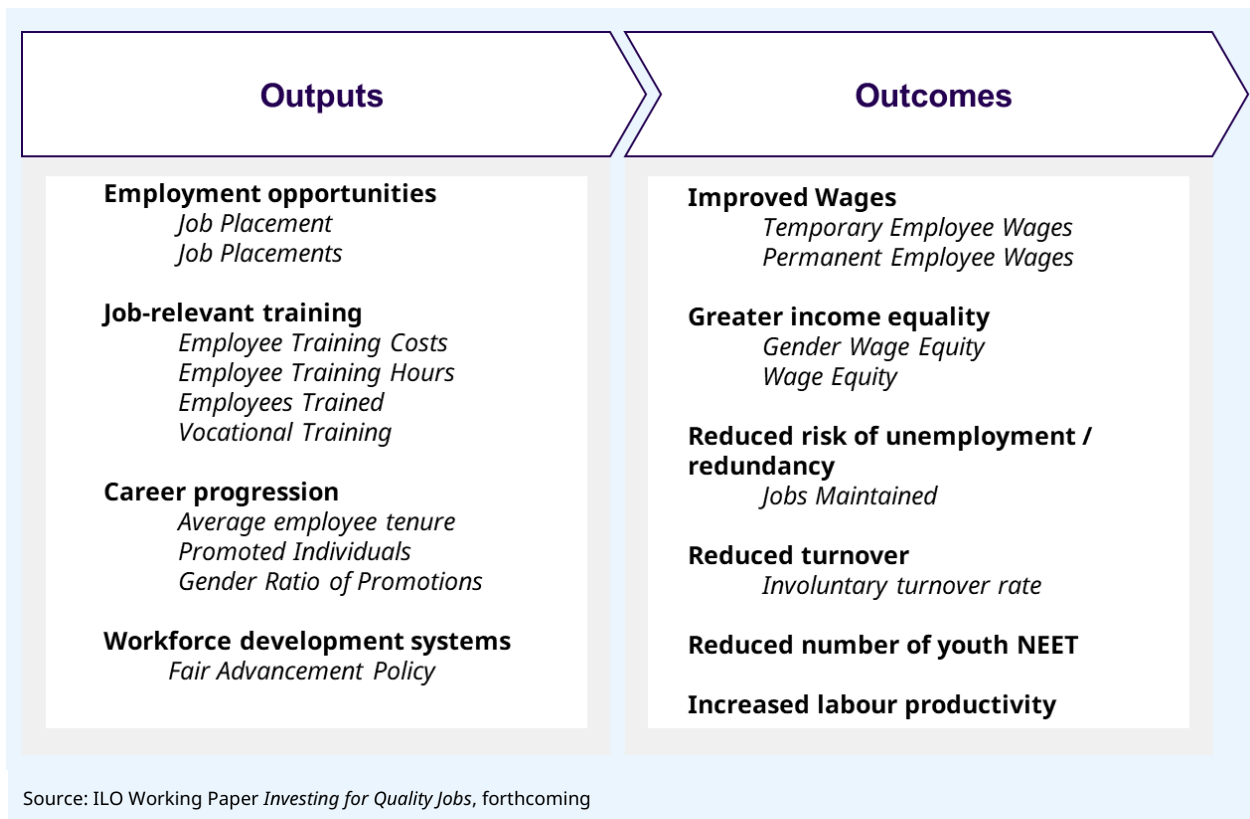 Outputs
Employment opportunities
Job Placement
Job Placements
Job-relevant training
Employee Training Costs
Employee Training Hours
Employees Trained
Vocational Training
Career progression
Average employee tenure
Promoted Individuals
Gender Ratio of Promotions
Workforce development systems
Fair Advancement Policy
Outcomes
Improved Wages
Temporary Employee Wages
Permanent Employee Wages
Greater income equality
Gender Wage Equity
Wage Equity
Reduced risk of unemployment /
redundancy
Jobs Maintained
Reduced turnover
Involuntary turnover rate
Reduced number of youth NEET
Increased labour productivity
Source: ILO Working Paper Investing for Quality Jobs, forthcoming